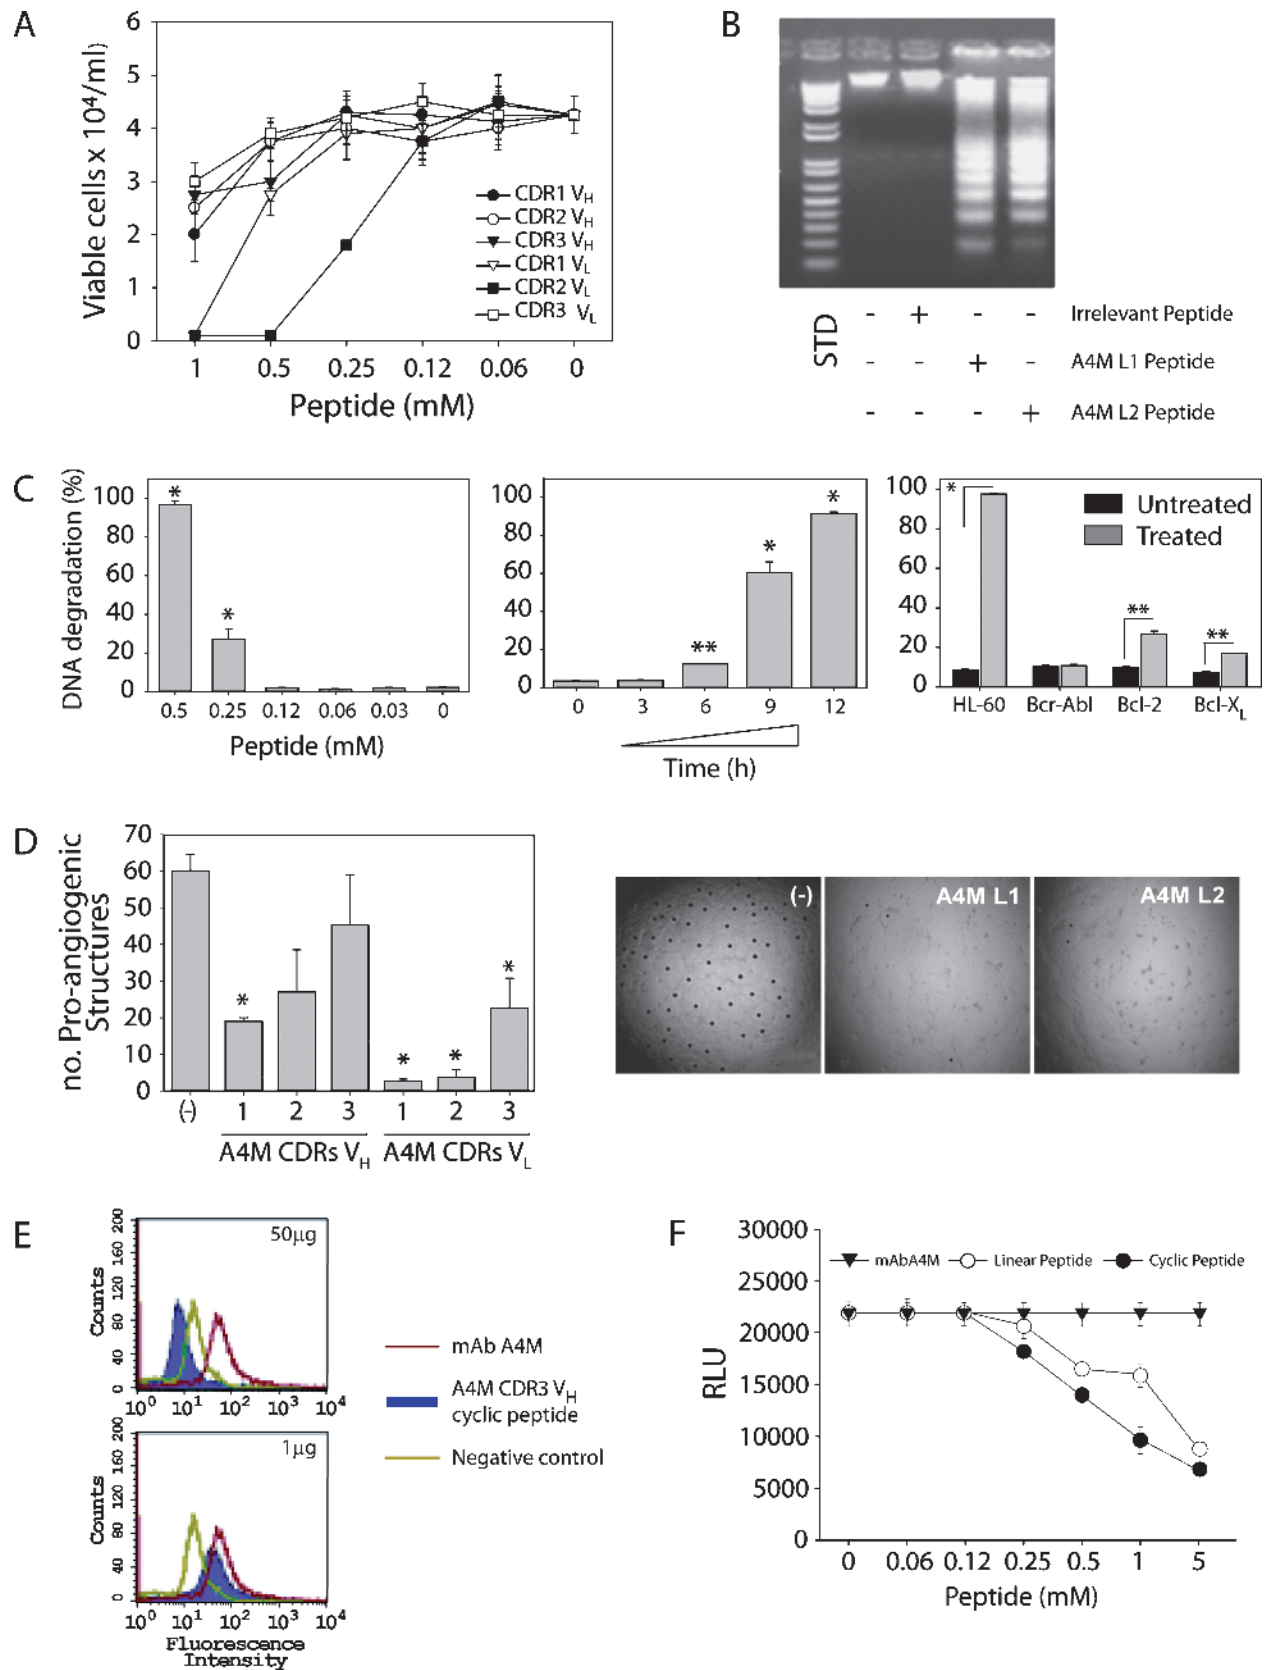 A
Viable cells x 10⁴/ml)
6
5
4
3
2
1
0
CDR1 V_H
CDR2 V_H
CDR3 V_H
CDR1 V_L
CDR2 V_L
CDR3 V_L
1 0.5 0.25 0.12 0.06 0
Peptide (mM)
B
STD
- + - - Irrelevant Peptide
- - + - A4M L1 Peptide
- - - + A4M L2 Peptide
C
DNA degradation (%)
100
80
60
40
20
0
* *
0.5 0.25 0.12 0.06 0.03 0
Peptide (mM)
100
80
60
40
20
0
** * *
0 3 6 9 12
Time (h)
100
80
60
40
20
0
* ** **
Untreated
Treated
HL-60 Bcr-Abl Bcl-2 Bcl-X_L
D
no. Pro-angiogenic
Structures
70
60
50
40
30
20
10
0
* * * *
(-) 1 2 3 1 2 3
A4M CDRs V_H A4M CDRs V_L
(-) A4M L1 A4M L2
E
Counts
200
160
120
80
40
0
50µg
10⁰ 10¹ 10² 10³ 10⁴
Counts
200
160
120
80
40
0
1µg
10⁰ 10¹ 10² 10³ 10⁴
Fluorescence
Intensity
mAb A4M
A4M CDR3 V_H
cyclic peptide
Negative control
F
RLU
30000
25000
20000
15000
10000
5000
0
mAbA4M Linear Peptide Cyclic Peptide
0 0.06 0.12 0.25 0.5 1 5
Peptide (mM)